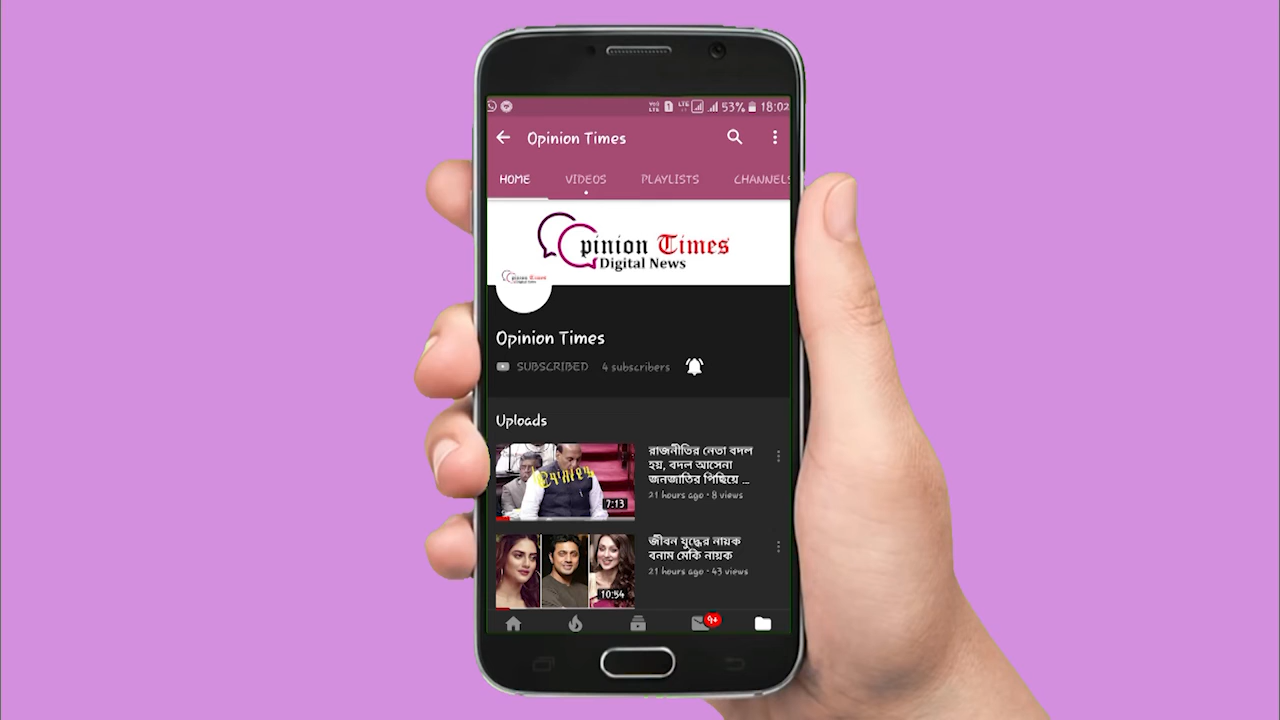 53% 18:02
Opinion Times
HOME VIDEOS PLAYLISTS CHANNELS
pinion Times
Digital News
pinion Times
Opinion Times
SUBSCRIBED 4 subscribers
Uploads
রাজনীতির নেতা বদল
হয়, বদল আসেনা
জনজাতির পিছিয়ে ...
21 hours ago • 8 views
7:13
জীবন যুদ্ধের নায়ক
বনাম মেকি নায়ক
21 hours ago • 43 views
10:54
9+